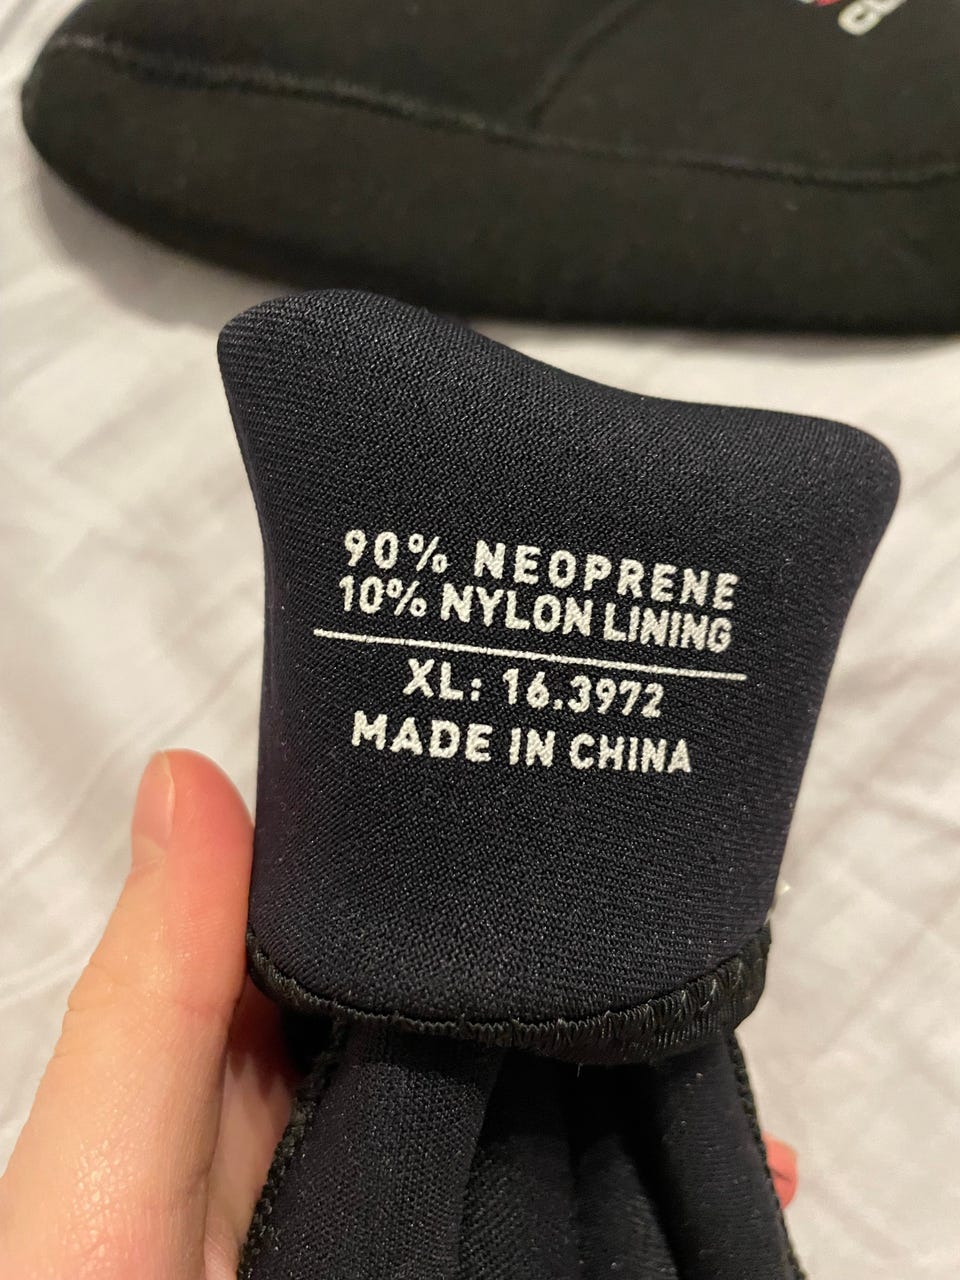 90% NEOPRENE
10% NYLON LINING
XL: 16.3972
MADE IN CHINA